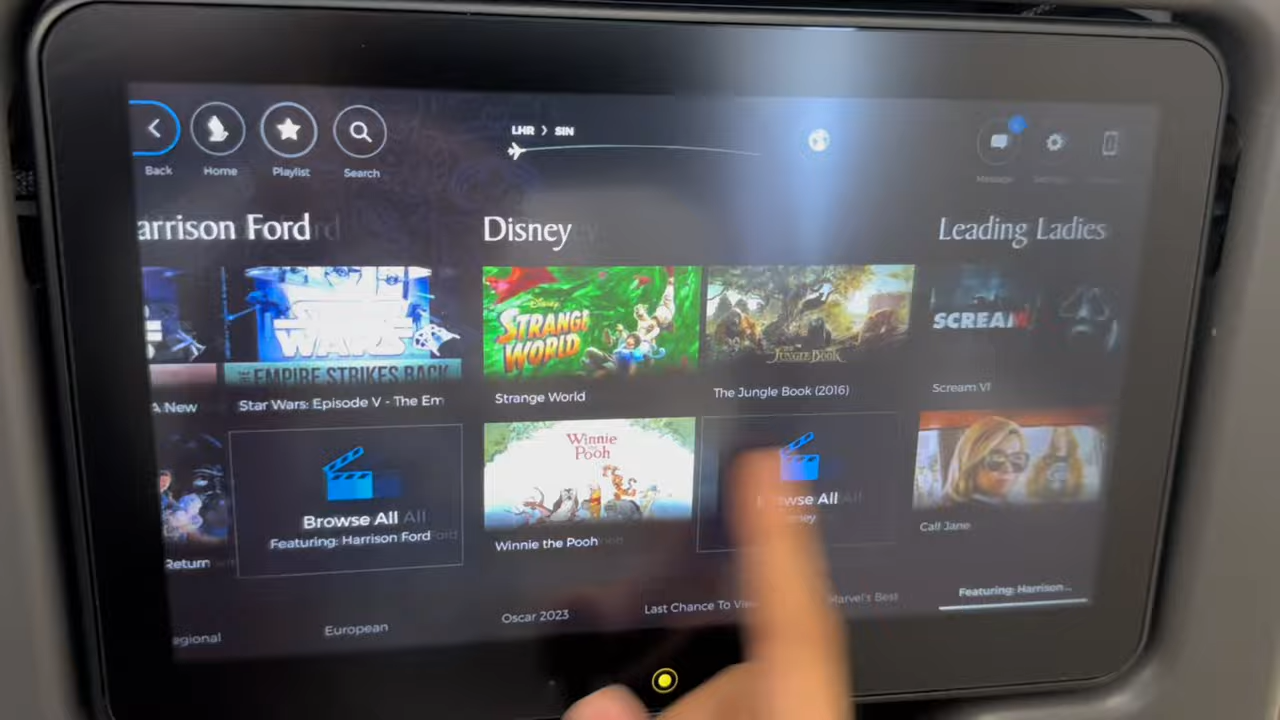 LHR > SIN
Back
Home
Playlist
Search
Message
arrison Ford
Disney
Leading Ladies
STAR WARS
THE EMPIRE STRIKES BACK
Disney
STRANGE WORLD
THE JUNGLE BOOK
SCREAM
A New
Star Wars: Episode V - The Em
Strange World
The Jungle Book (2016)
Scream VI
Winnie the Pooh
Browse All
Featuring: Harrison Ford
Browse All
Return
Winnie the Pooh
Call Jane
egional
European
Oscar 2023
Last Chance To Vie
Marvel's Best
Featuring: Harrison ...